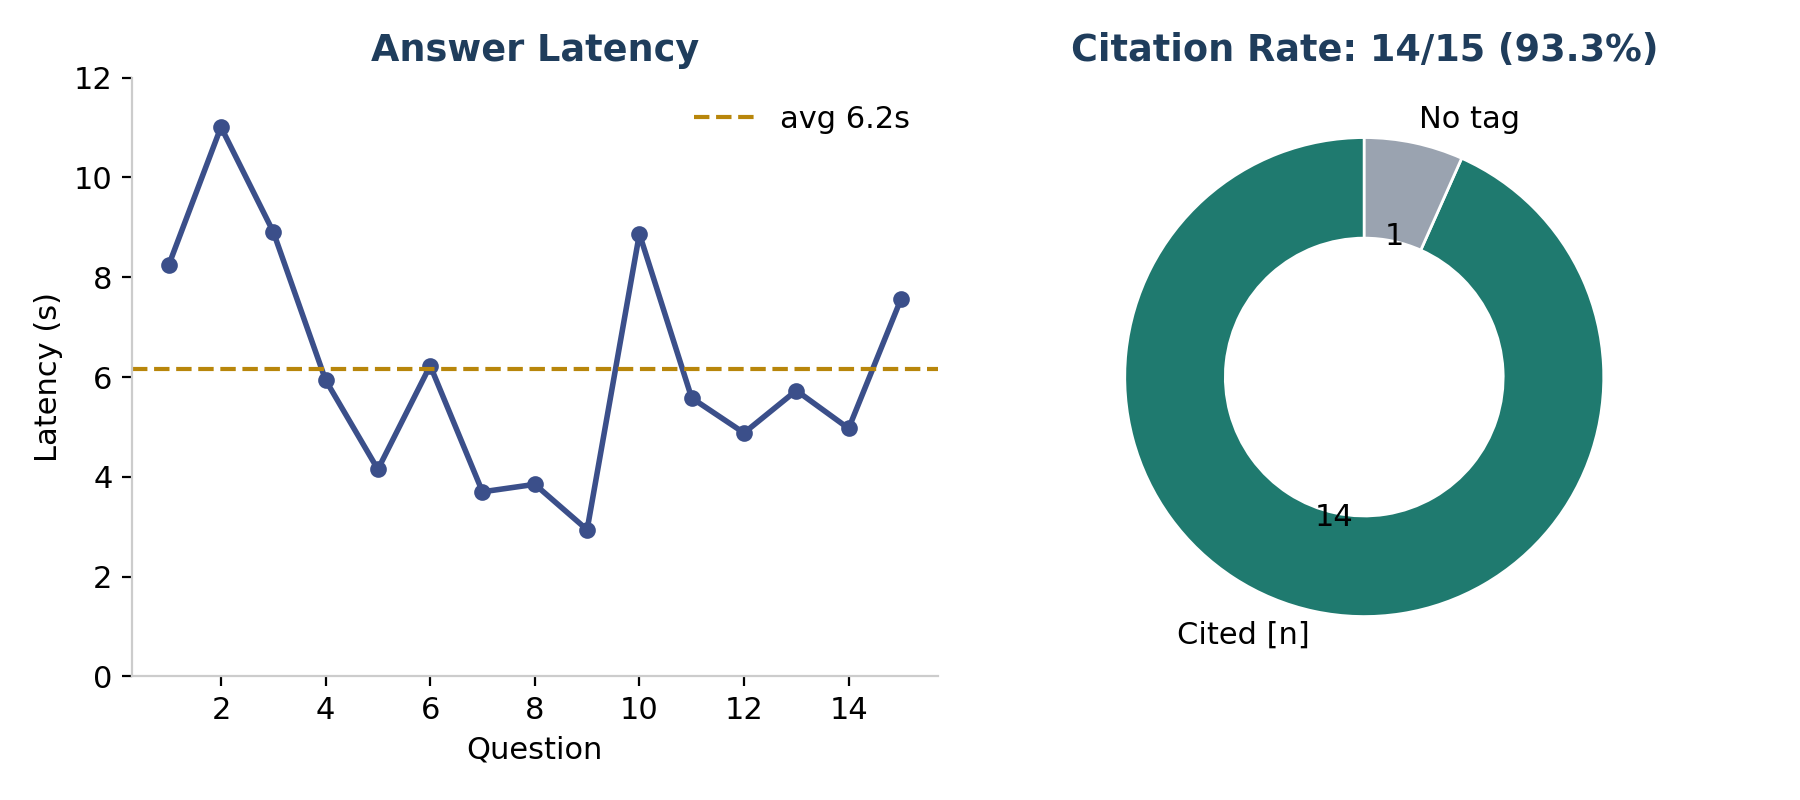 Answer Latency
12
10
8
6
4
2
0
Latency (s)
avg 6.2s
2 4 6 8 10 12 14
Question
Citation Rate: 14/15 (93.3%)
No tag
1
14
Cited [n]